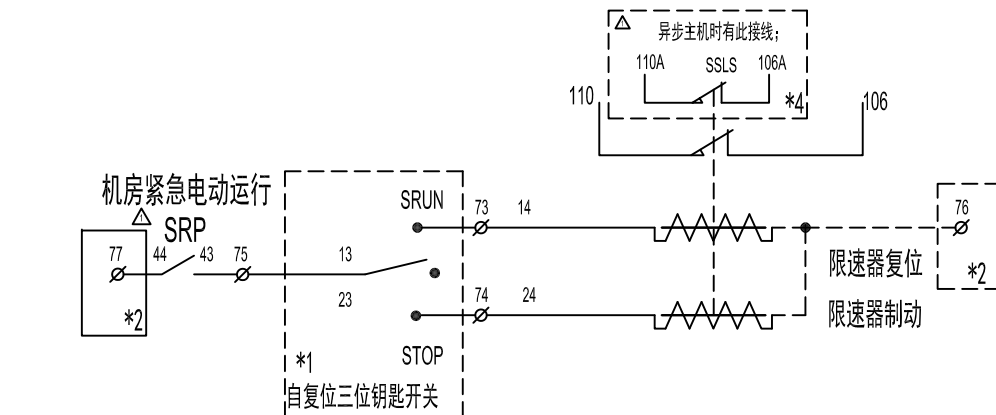 异步主机时有此接线；
110A SSLS 106A
110 *4 106
机房紧急电动运行
SRP
SRUN
73 14
76
77 44 43 75 13
限速器复位
*2
23
74 24
*2
限速器制动
STOP
*1
自复位三位钥匙开关